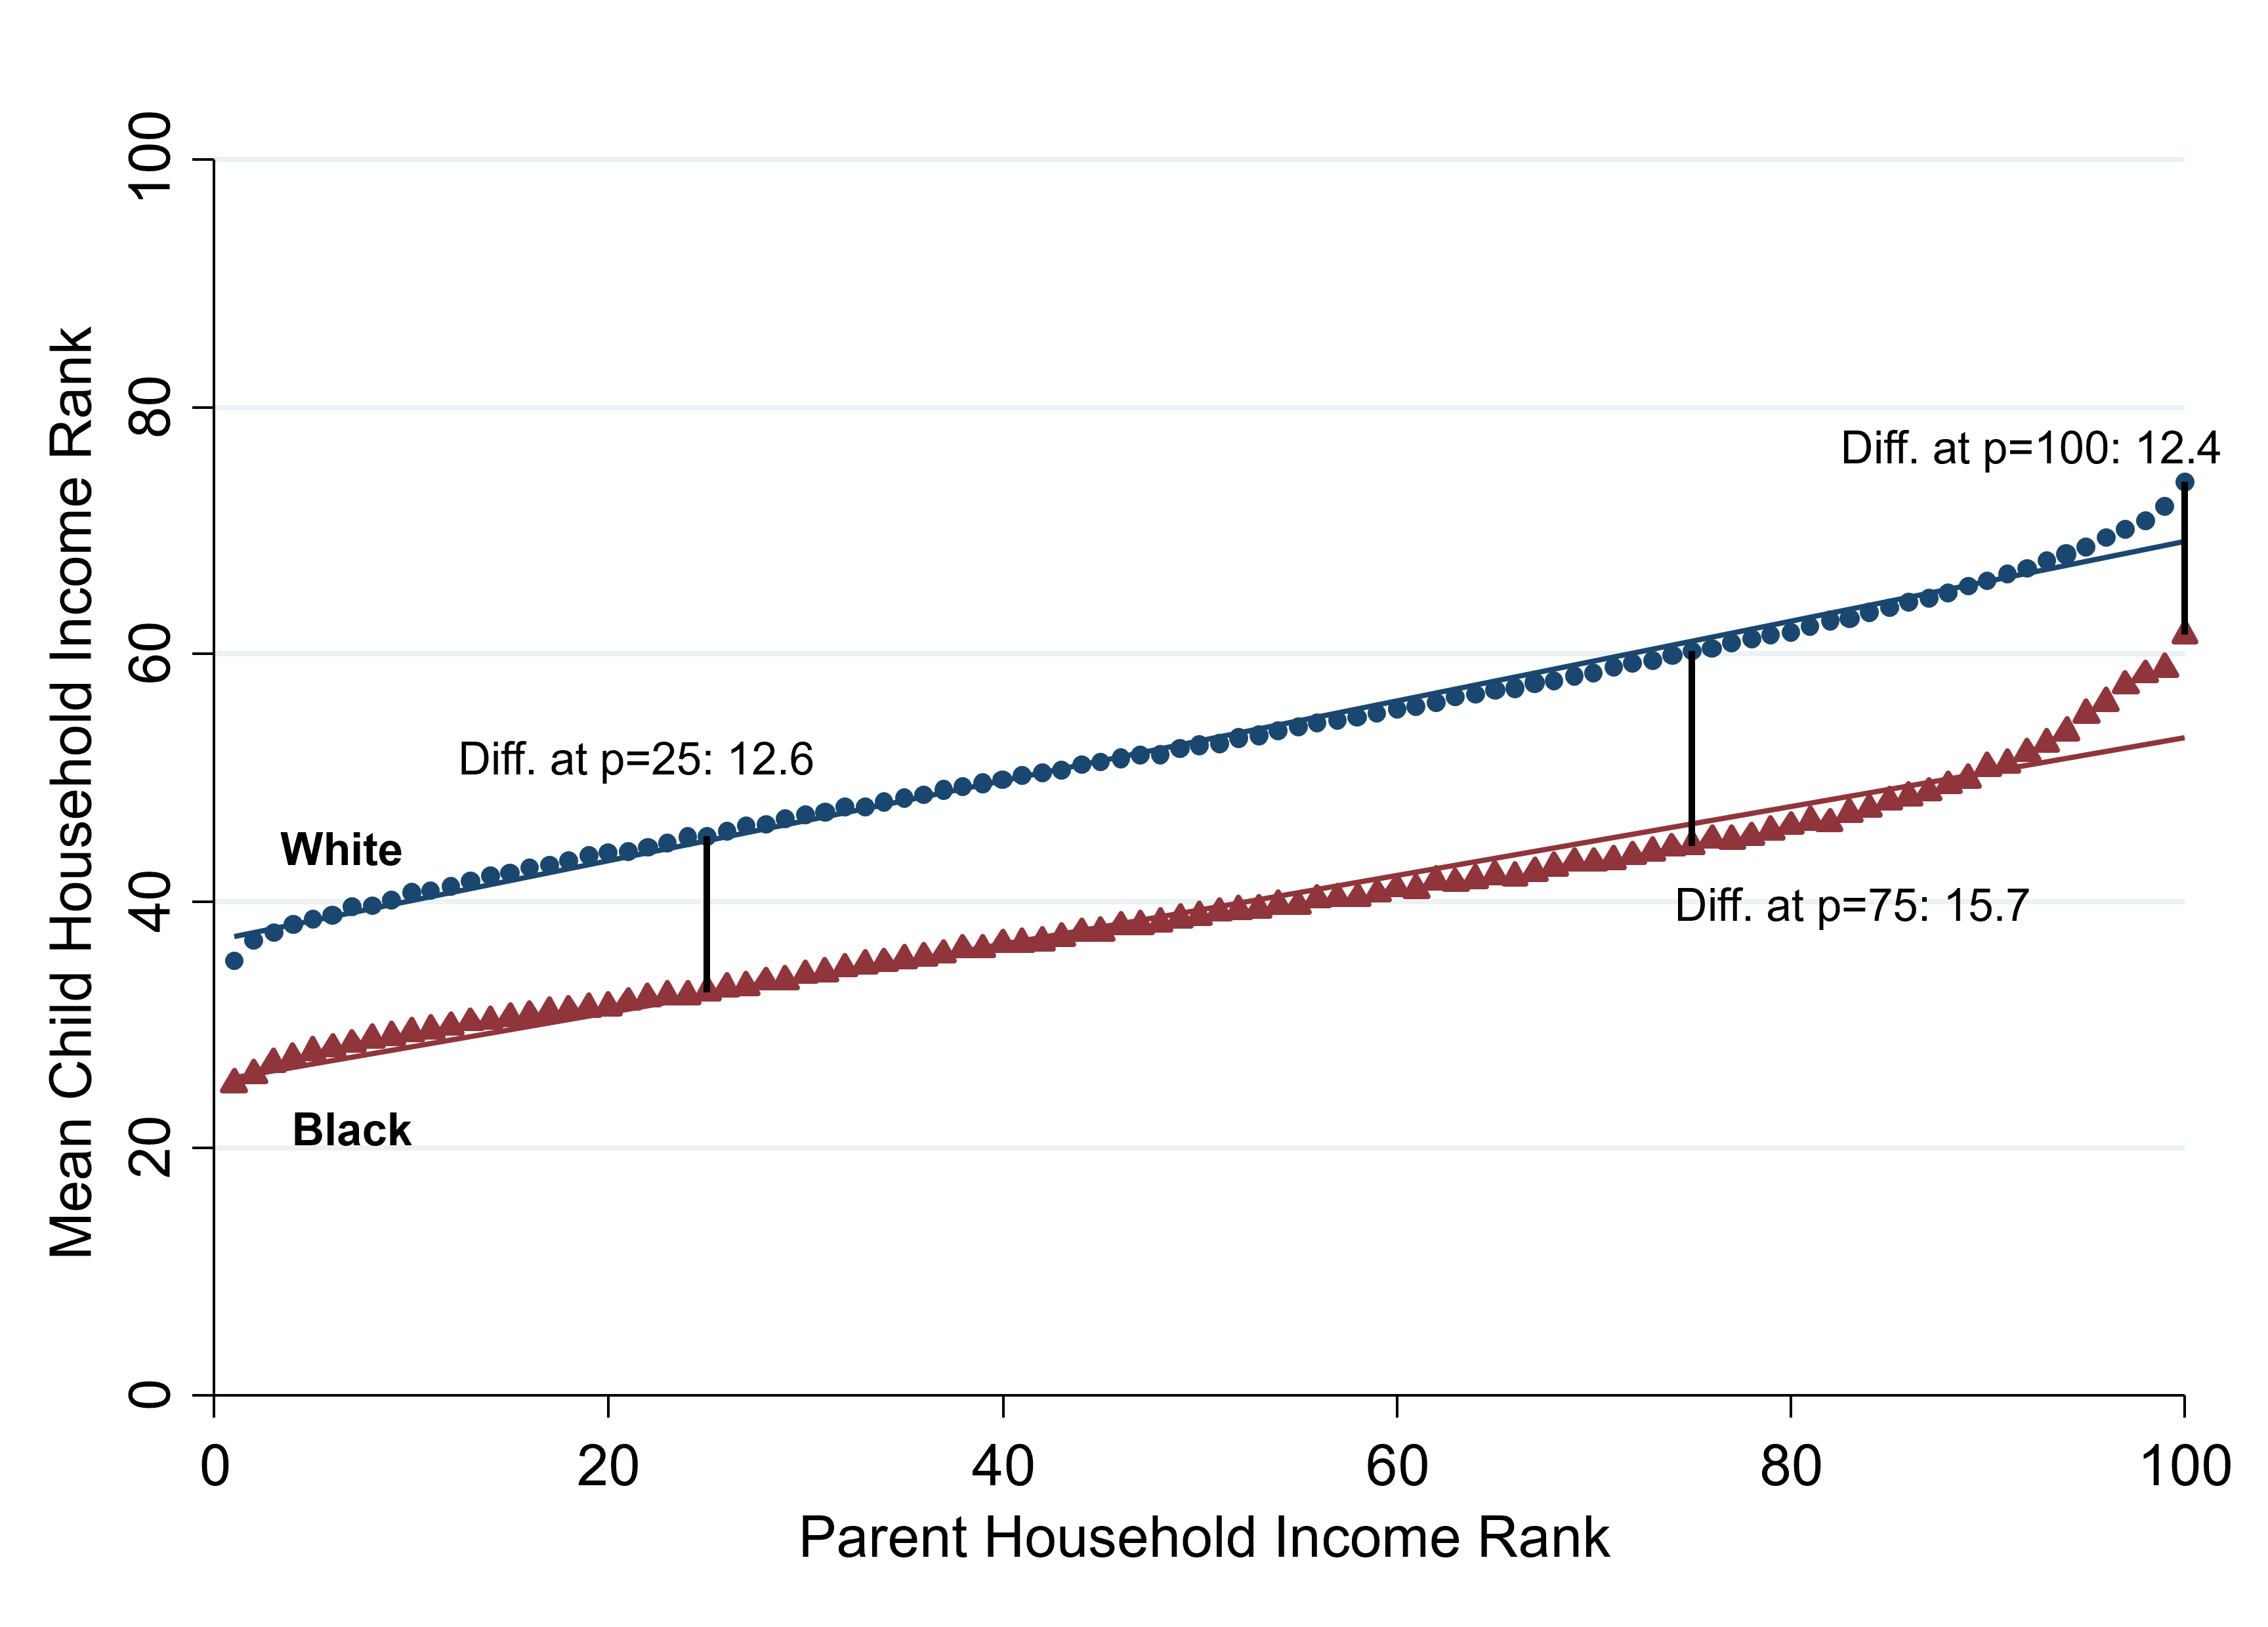 Mean Child Household Income Rank
100
80
60
40
20
0
Diff. at p=100: 12.4
Diff. at p=25: 12.6
White
Diff. at p=75: 15.7
Black
0 20 40 60 80 100
Parent Household Income Rank